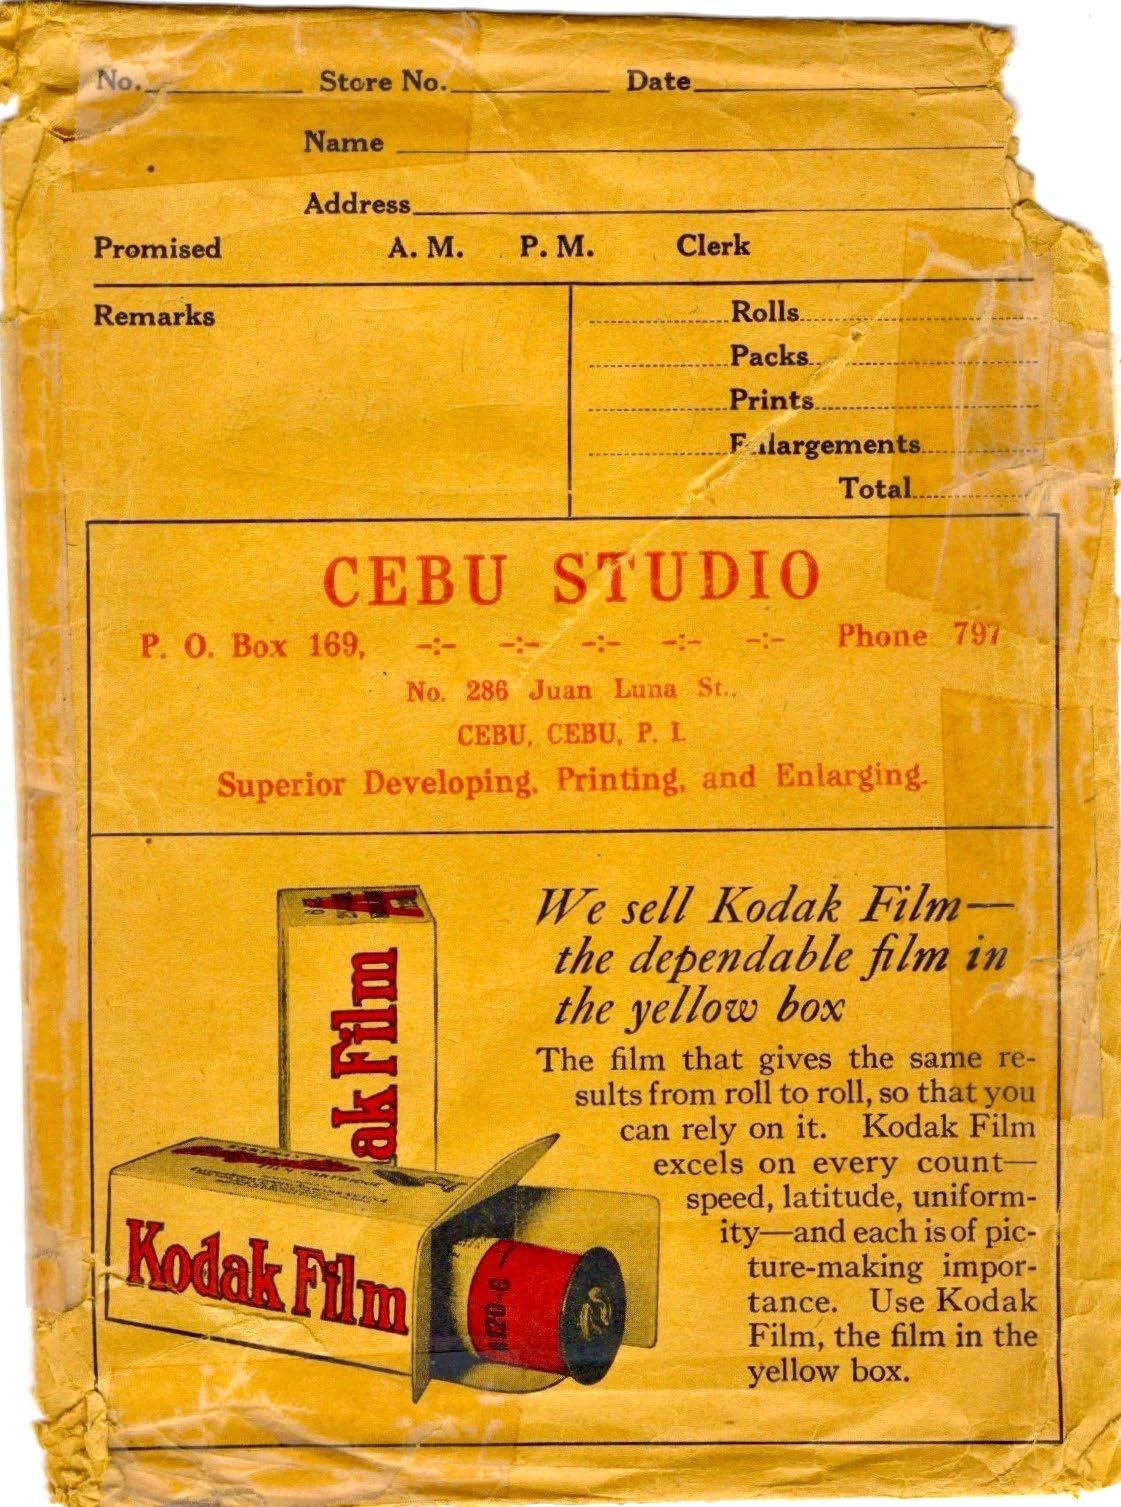 No. Store No. Date
Name
Address
Promised A. M. P. M. Clerk
Remarks
Rolls
Packs
Prints
Enlargements
Total
CEBU STUDIO
P. O. Box 169, -:- -:- -:- -:- -:- Phone 797
No. 286 Juan Luna St.,
CEBU, CEBU, P. I.
Superior Developing, Printing, and Enlarging.
We sell Kodak Film—
the dependable film in
the yellow box
The film that gives the same re-
sults from roll to roll, so that you
can rely on it. Kodak Film
excels on every count—
speed, latitude, uniform-
ity—and each is of pic-
ture-making impor-
tance. Use Kodak
Film, the film in the
yellow box.
ak Film
Kodak Film
N120-6